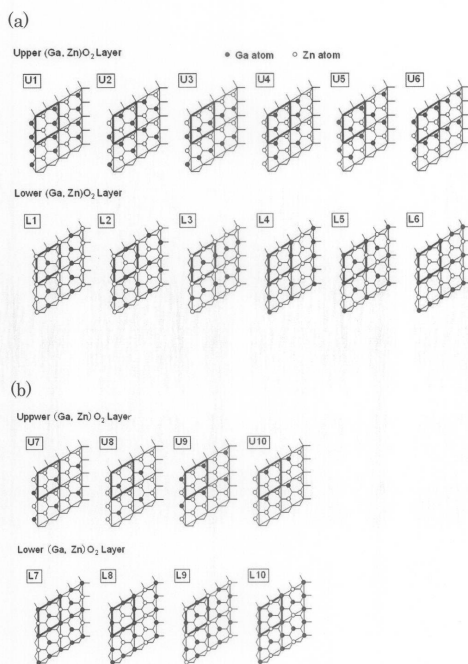 (a)
Upper (Ga, Zn)O2 Layer
Ga atom Zn atom
U1 U2 U3 U4 U5 U6
Lower (Ga, Zn)O2 Layer
L1 L2 L3 L4 L5 L6
(b)
Uppwer (Ga, Zn) O2 Layer
U7 U8 U9 U10
Lower (Ga, Zn) O2 Layer
L7 L8 L9 L10